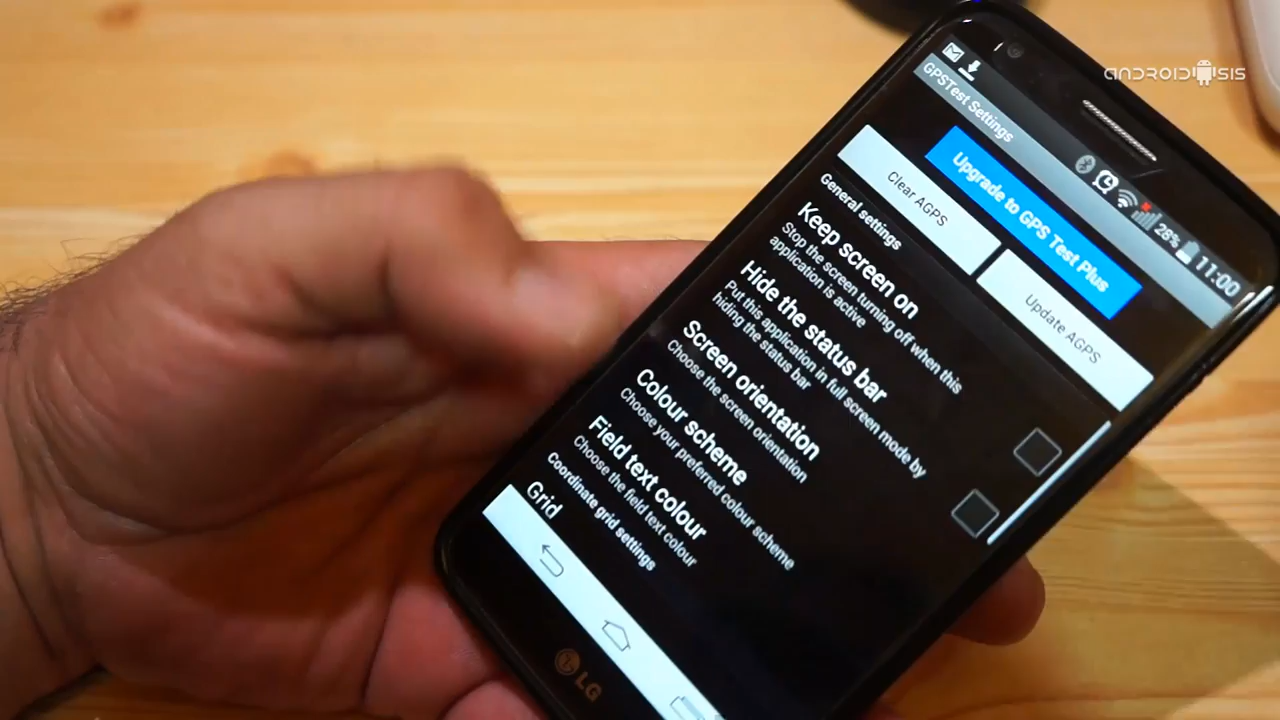 ANDROIDSIS
28% 11:00
GPSTest Settings
Upgrade to GPS Test Plus
Clear AGPS
Update AGPS
General settings
Keep screen on
Stop the screen turning off when this
application is active
Hide the status bar
Put this application in full screen mode by
hiding the status bar
Screen orientation
Choose the screen orientation
Colour scheme
Choose your preferred colour scheme
Field text colour
Choose the field text colour
Coordinate grid settings
Grid
LG